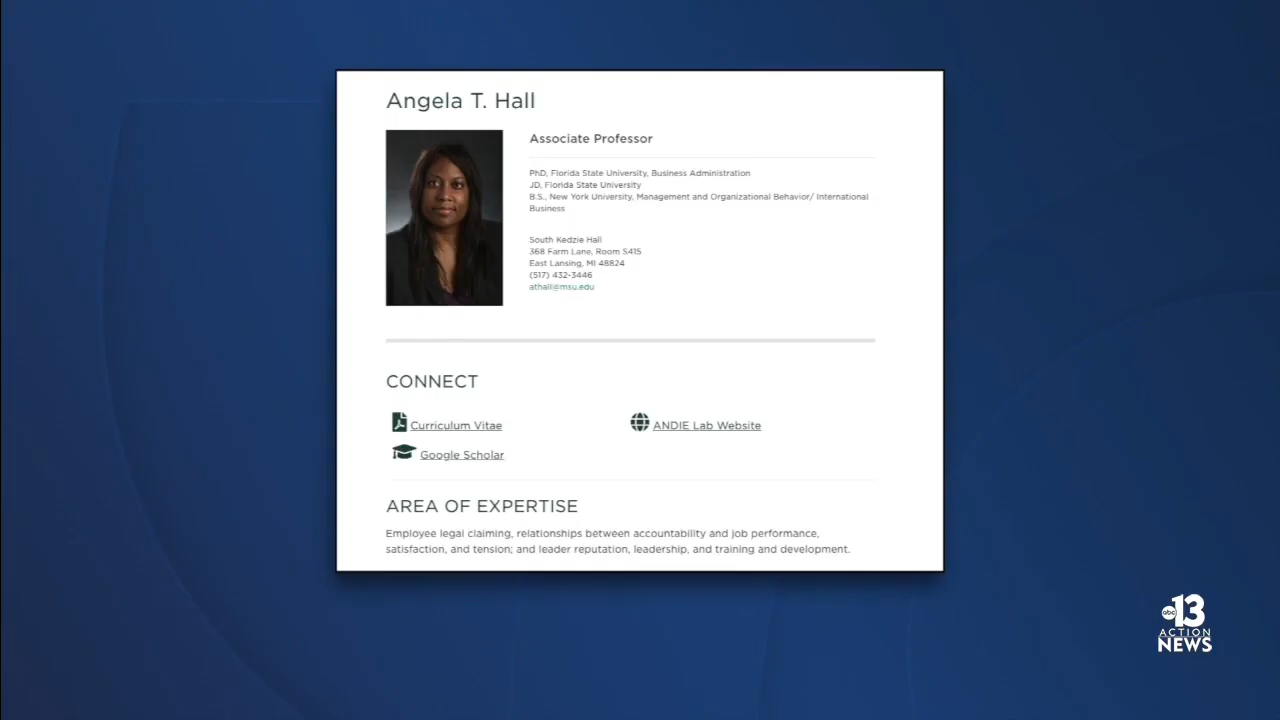 Angela T. Hall
Associate Professor
PhD, Florida State University, Business Administration
JD, Florida State University
B.S., New York University, Management and Organizational Behavior/ International
Business
South Kedzie Hall
368 Farm Lane, Room S415
East Lansing, MI 48824
(517) 432-3446
athall@msu.edu
CONNECT
Curriculum Vitae
ANDIE Lab Website
Google Scholar
AREA OF EXPERTISE
Employee legal claiming, relationships between accountability and job performance,
satisfaction, and tension; and leader reputation, leadership, and training and development.
abc 13
ACTION
NEWS